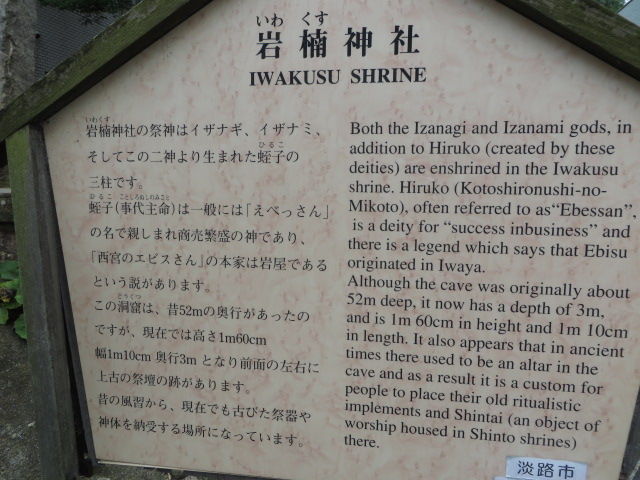 いわ くす
岩楠神社
IWAKUSU SHRINE
いわくす
岩楠神社の祭神はイザナギ、イザナミ、
ひるこ
そしてこの二神より生まれた蛭子の
三柱です。
ひるこ ことしろぬしのみこと
蛭子(事代主命)は一般には「えべっさん」
の名で親しまれ商売繁盛の神であり、
「西宮のエビスさん」の本家は岩屋である
という説があります。
どうくつ
この洞窟は、昔52mの奥行があったの
ですが、現在では高さ1m60cm
幅1m10cm 奥行3m となり前面の左右に
上古の祭壇の跡があります。
昔の風習から、現在でも古びた祭器や
神体を納受する場所になっています。
Both the Izanagi and Izanami gods, in
addition to Hiruko (created by these
deities) are enshrined in the Iwakusu
shrine. Hiruko (Kotoshironushi-no-
Mikoto), often referred to as“Ebessan”,
is a deity for “success inbusiness” and
there is a legend which says that Ebisu
originated in Iwaya.
Although the cave was originally about
52m deep, it now has a depth of 3m,
and is 1m 60cm in height and 1m 10cm
in length. It also appears that in ancient
times there used to be an altar in the
cave and as a result it is a custom for
people to place their old ritualistic
implements and Shintai (an object of
worship housed in Shinto shrines)
there.
淡路市